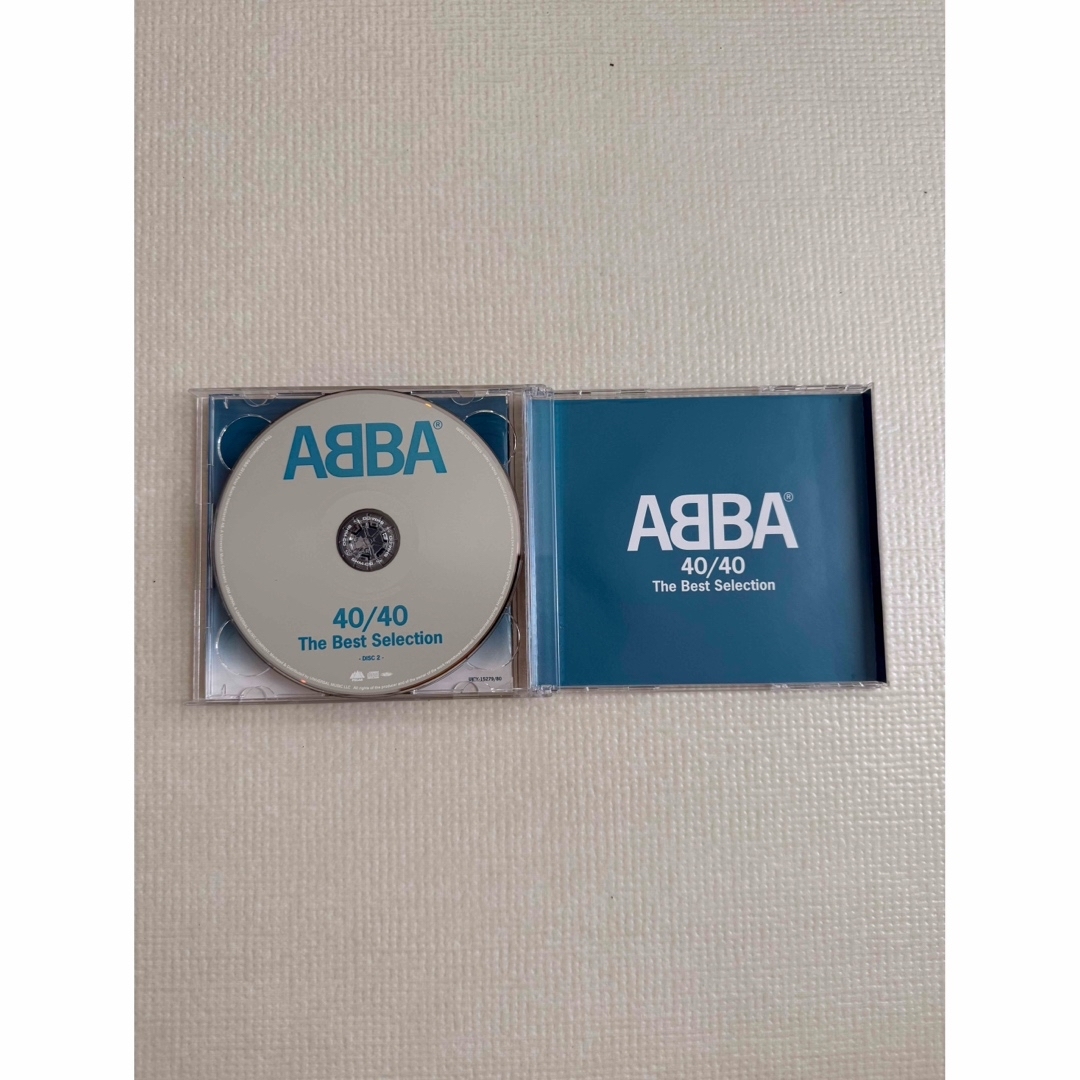 ABBA®
40/40
The Best Selection
- DISC 2 -
ABBA®
40/40
The Best Selection